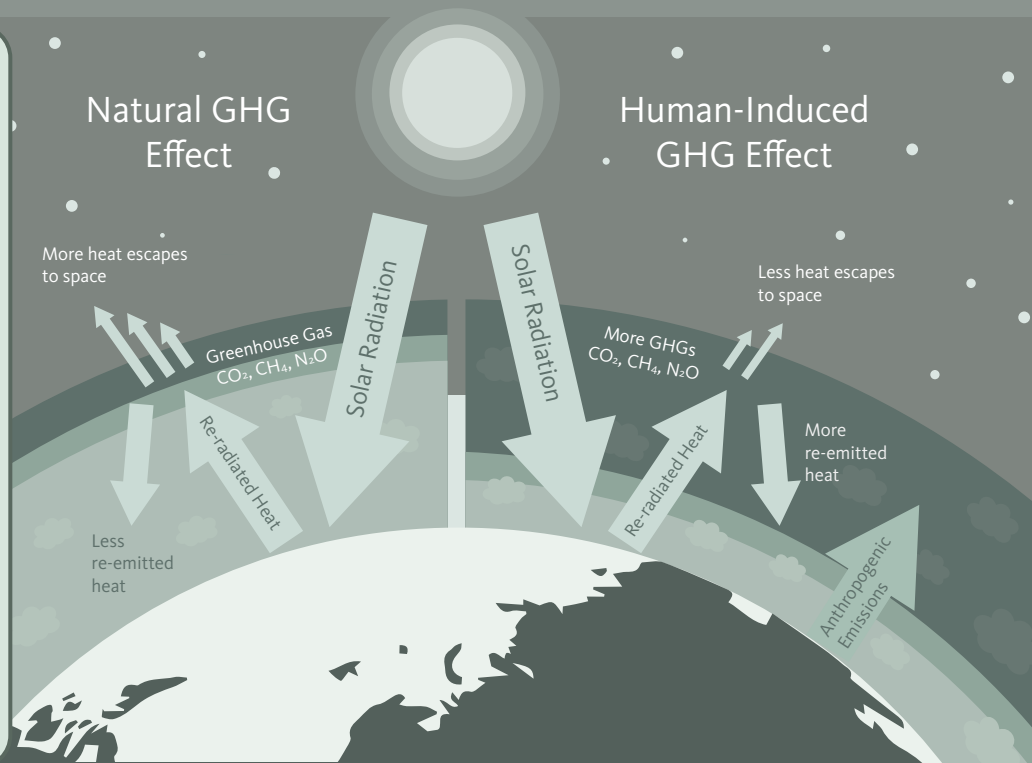 Natural GHG
Effect
Human-Induced
GHG Effect
More heat escapes
to space
Less heat escapes
to space
Solar Radiation
Solar Radiation
Greenhouse Gas
CO₂, CH₄, N₂O
More GHGs
CO₂, CH₄, N₂O
Re-radiated Heat
Re-radiated Heat
More
re-emitted
heat
Less
re-emitted
heat
Anthropogenic
Emissions